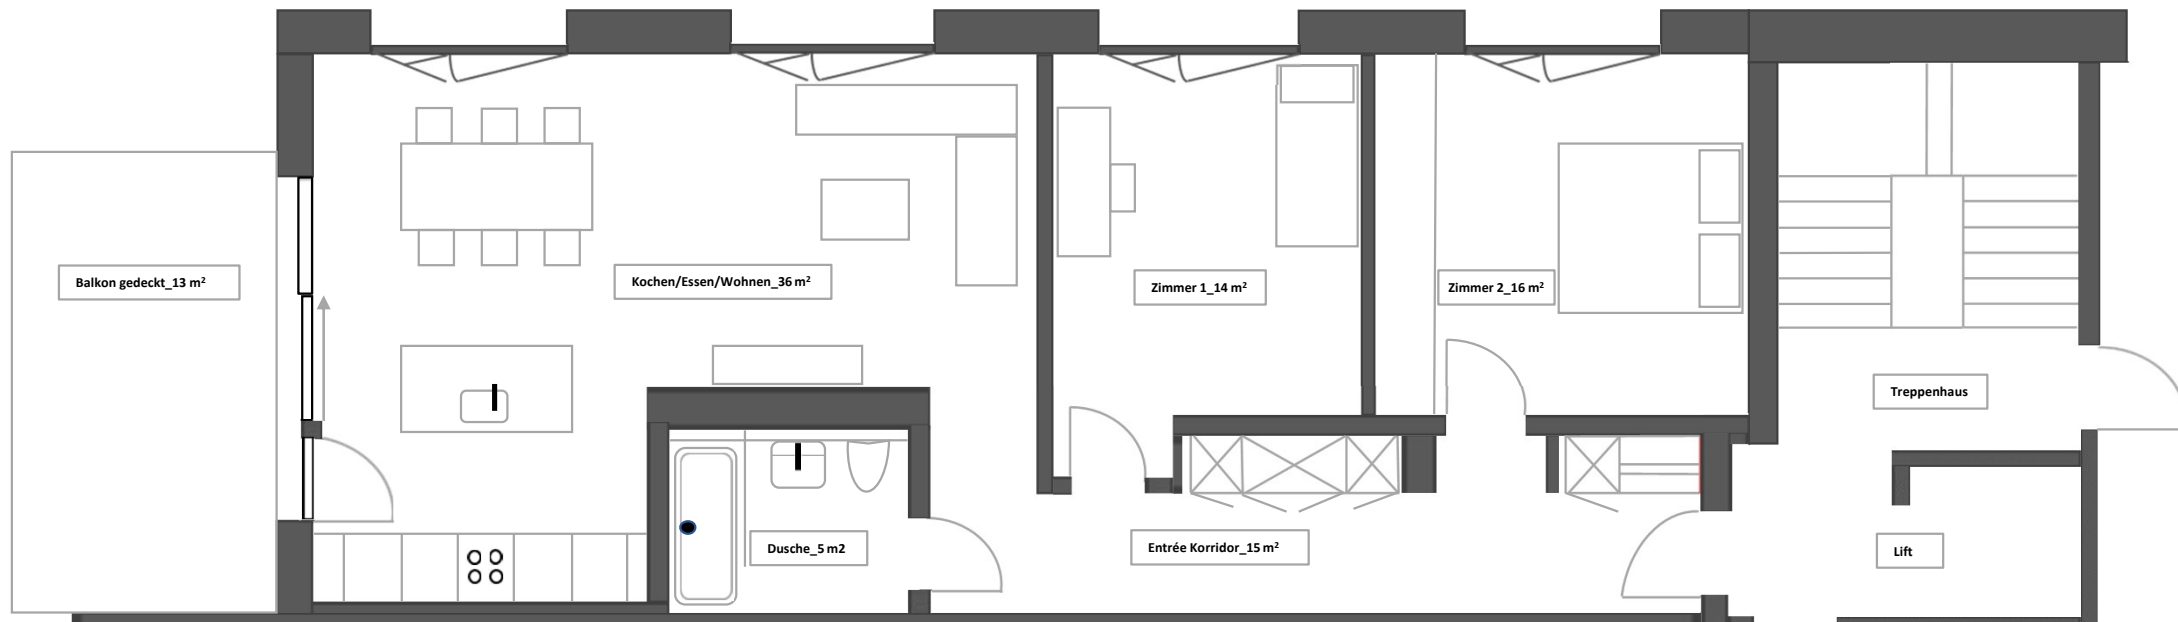 Balkon gedeckt_13 m²
Kochen/Essen/Wohnen_36 m²
Zimmer 1_14 m²
Zimmer 2_16 m²
Treppenhaus
Dusche_5 m2
Entrée Korridor_15 m²
Lift